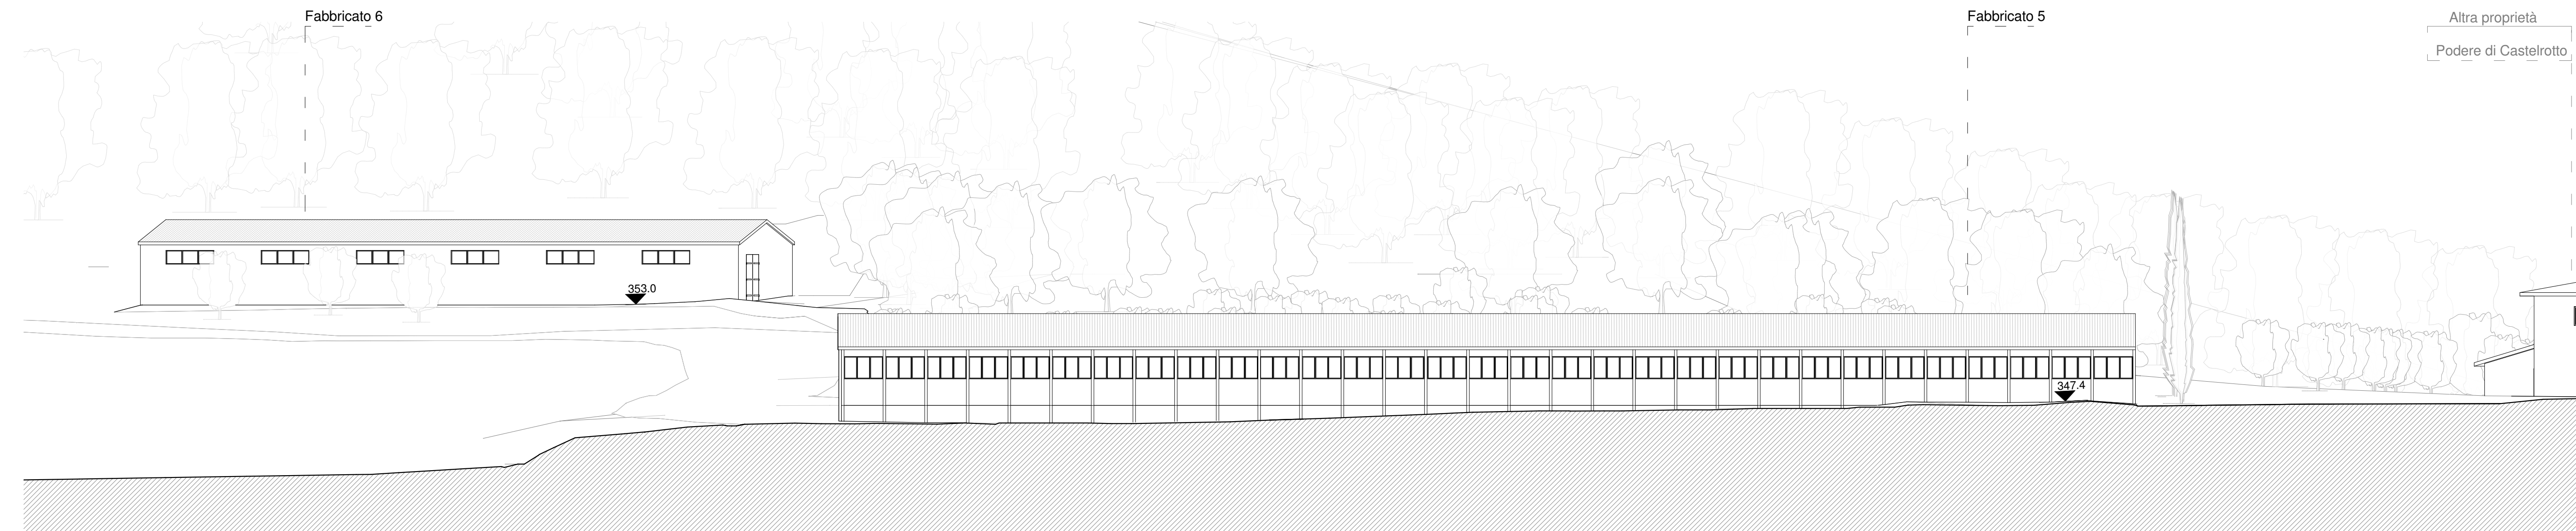 Fabbricato 6
Fabbricato 5
Altra proprietà
Podere di Castelrotto
353.0
347.4